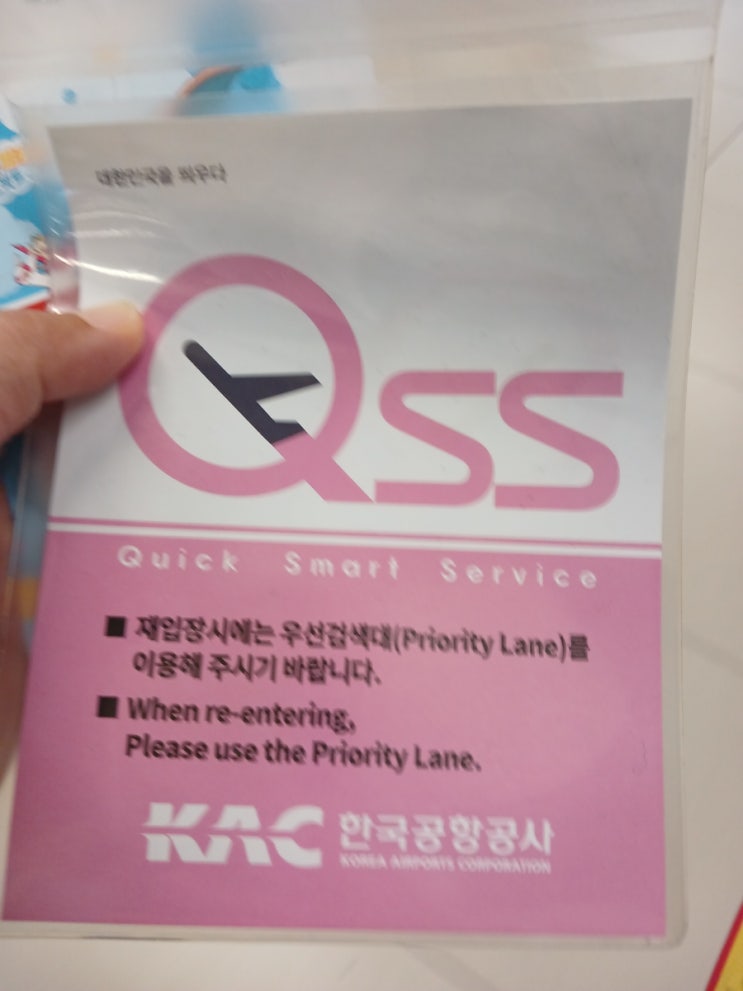 대한민국을 띄우다
Qss
Quick Smart Service
■ 재입장시에는 우선검색대(Priority Lane)를
이용해 주시기 바랍니다.
■ When re-entering,
Please use the Priority Lane.
KAC 한국공항공사
KOREA AIRPORTS CORPORATION